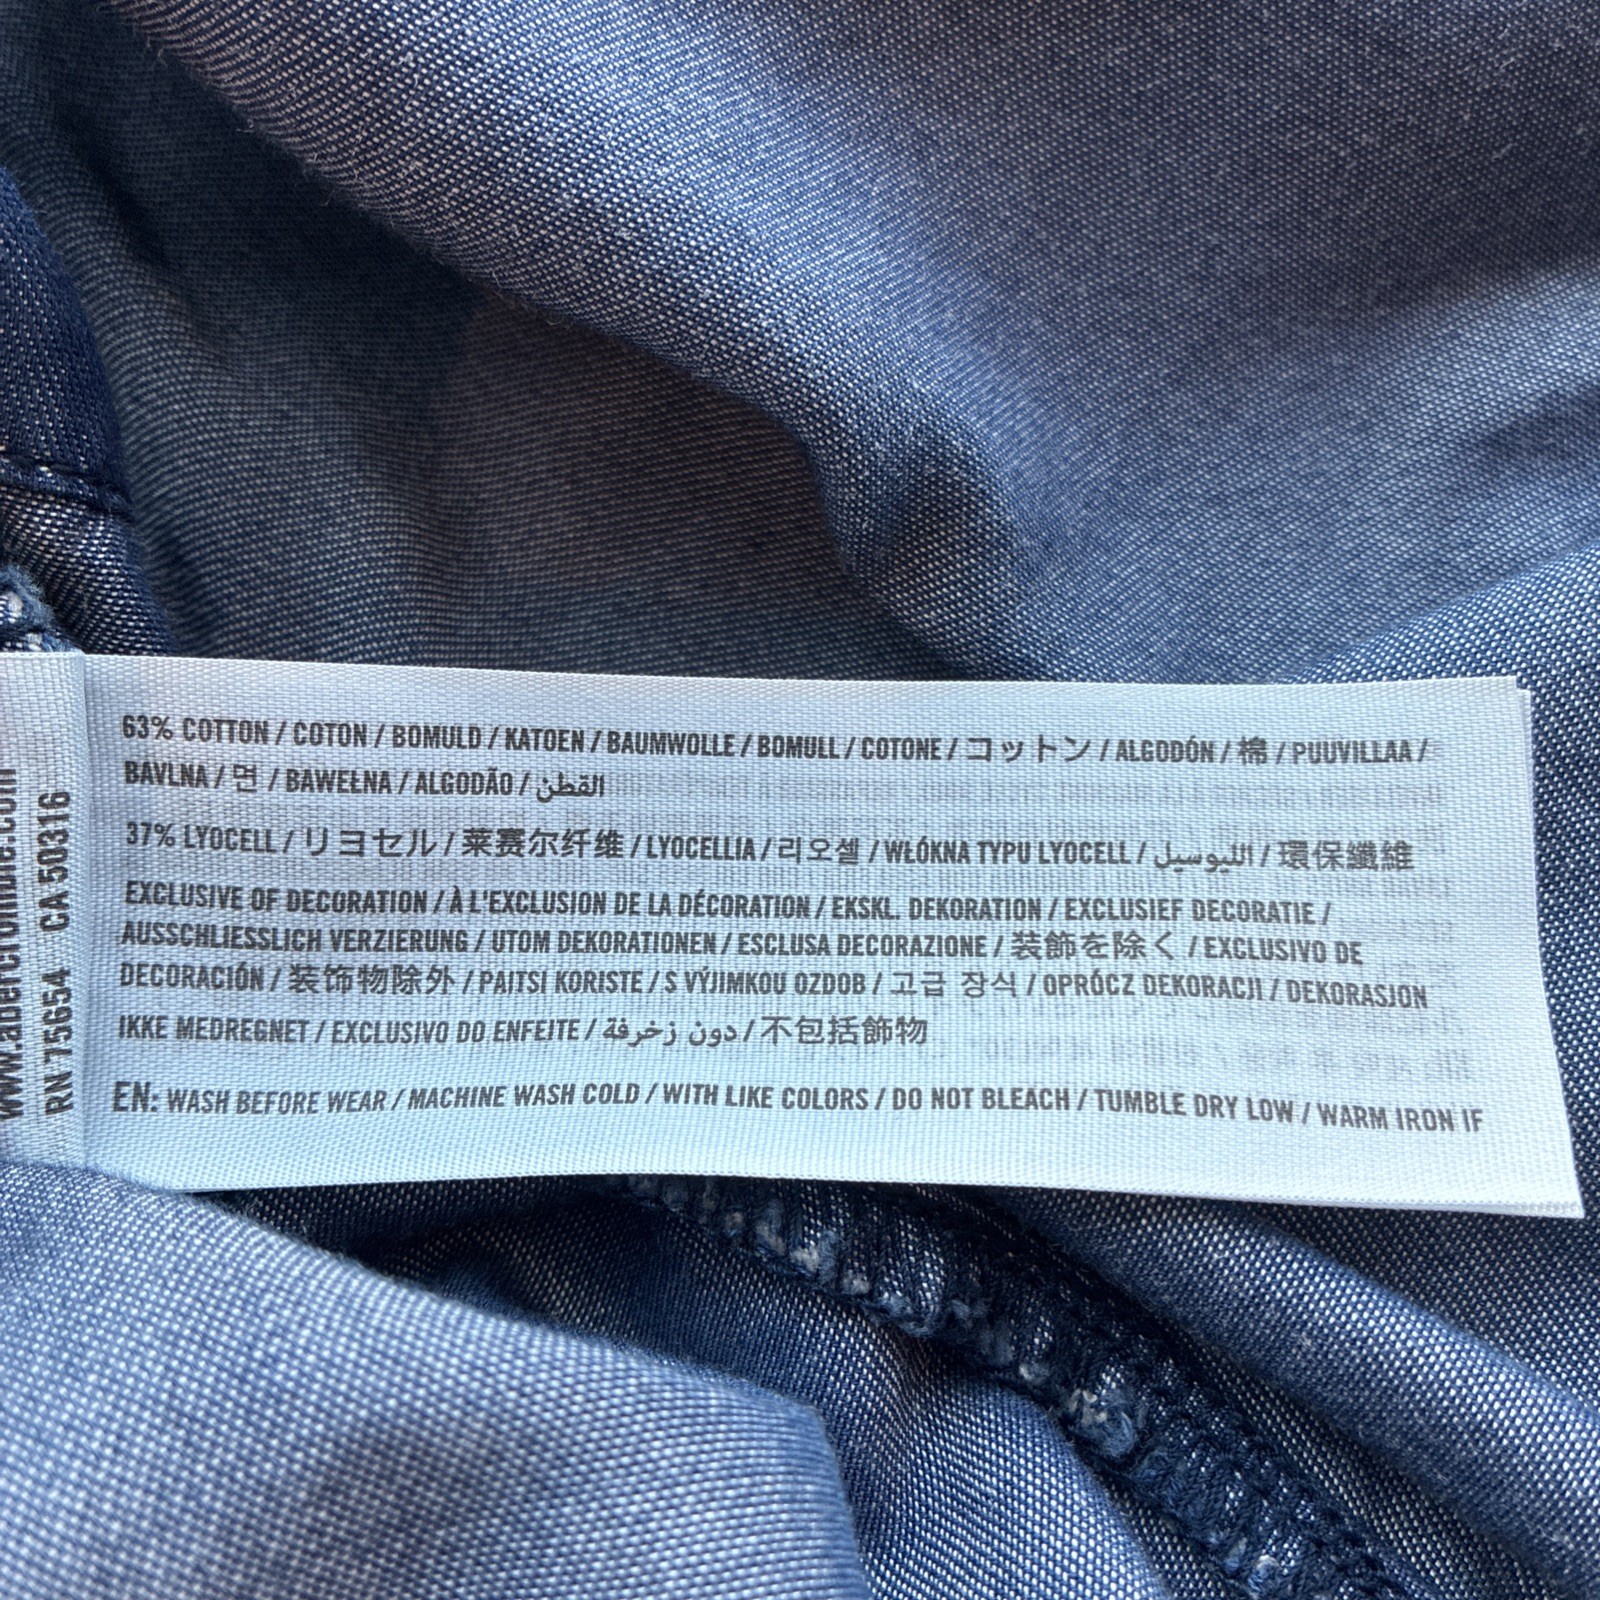 www.abercrombie.com
RN 75654 CA 50316
63% COTTON / COTON / BOMULD / KATOEN / BAUMWOLLE / BOMULL / COTONE / コットン / ALGODÓN / 棉 / PUUVILLAA /
BAVLNA / 면 / BAWEŁNA / ALGODÃO / القطن
37% LYOCELL / リヨセル / 莱赛尔纤维 / LYOCELLIA / 리오셀 / WŁÓKNA TYPU LYOCELL / الليوسيل / 環保纖維
EXCLUSIVE OF DECORATION / À L'EXCLUSION DE LA DÉCORATION / EKSKL. DEKORATION / EXCLUSIEF DECORATIE /
AUSSCHLIESSLICH VERZIERUNG / UTOM DEKORATIONEN / ESCLUSA DECORAZIONE / 装飾を除く / EXCLUSIVO DE
DECORACIÓN / 装饰物除外 / PAITSI KORISTE / S VÝJIMKOU OZDOB / 고급 장식 / OPRÓCZ DEKORACJI / DEKORASJON
IKKE MEDREGNET / EXCLUSIVO DO ENFEITE / دون زخرفة / 不包括飾物
EN: WASH BEFORE WEAR / MACHINE WASH COLD / WITH LIKE COLORS / DO NOT BLEACH / TUMBLE DRY LOW / WARM IRON IF